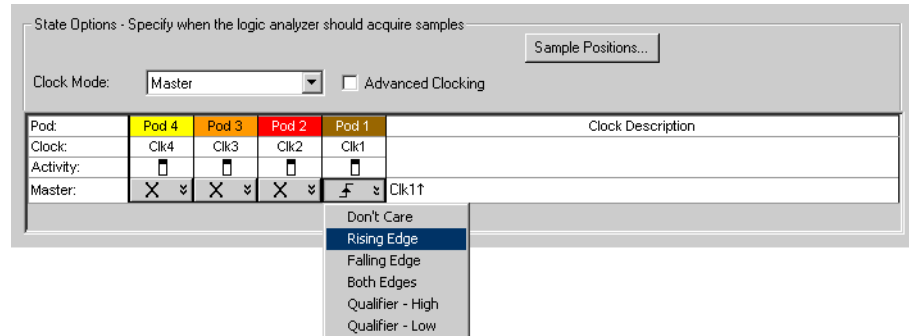 State Options - Specify when the logic analyzer should acquire samples
Sample Positions...
Clock Mode: Master Advanced Clocking
Pod: Pod 4 Pod 3 Pod 2 Pod 1 Clock Description
Clock: Clk4 Clk3 Clk2 Clk1
Activity:
Master: X X X Clk1↑
Don't Care
Rising Edge
Falling Edge
Both Edges
Qualifier - High
Qualifier - Low